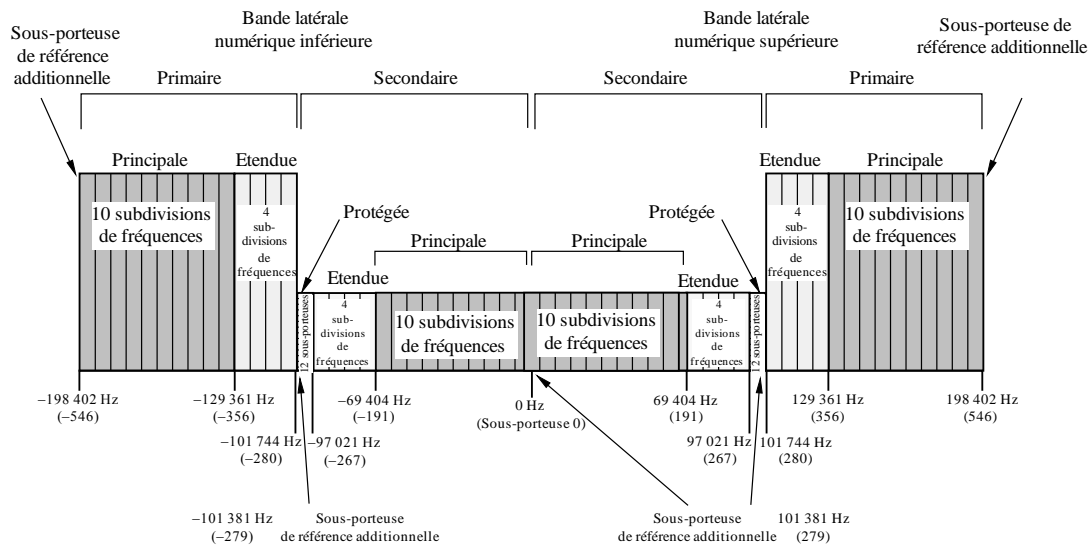 Sous-porteuse
de référence
additionnelle
Bande latérale
numérique inférieure
Bande latérale
numérique supérieure
Sous-porteuse de
référence additionnelle
Primaire
Secondaire
Secondaire
Primaire
Principale
Etendue
Etendue
Principale
10 subdivisions
de fréquences
4
sub-
divisions
de
fréquences
Protégée
Protégée
4
sub-
divisions
de
fréquences
10 subdivisions
de fréquences
Principale
Principale
Etendue
Etendue
12 sous-porteuses
4
sub-
divisions
de
fréquences
10 subdivisions
de fréquences
10 subdivisions
de fréquences
4
sub-
divisions
de
fréquences
12 sous-porteuses
–198 402 Hz
(–546)
–129 361 Hz
(–356)
–69 404 Hz
(–191)
0 Hz
(Sous-porteuse 0)
69 404 Hz
(191)
129 361 Hz
(356)
198 402 Hz
(546)
–101 744 Hz
(–280)
–97 021 Hz
(–267)
97 021 Hz
(267)
101 744 Hz
(280)
–101 381 Hz
(–279)
Sous-porteuse
de référence additionnelle
Sous-porteuse
de référence additionnelle
101 381 Hz
(279)